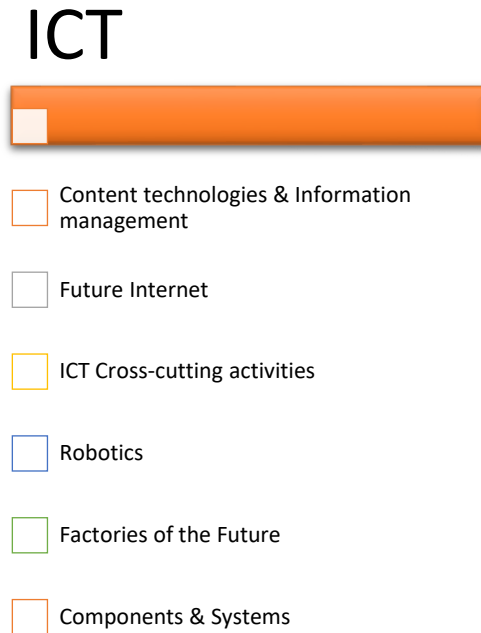 ICT
Content technologies & Information
management
Future Internet
ICT Cross-cutting activities
Robotics
Factories of the Future
Components & Systems